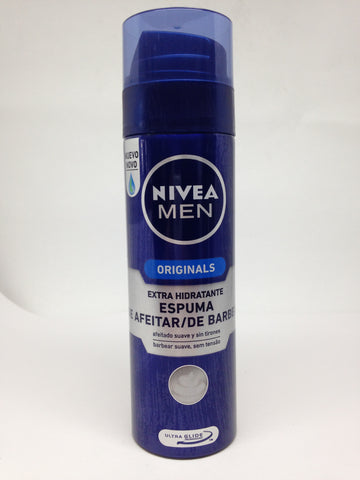 NUEVO
NOVO
NIVEA
MEN
ORIGINALS
EXTRA HIDRATANTE
ESPUMA
E AFEITAR/DE BARBE
afeitado suave y sin tirones
barbear suave, sem tensão
ULTRA GLIDE